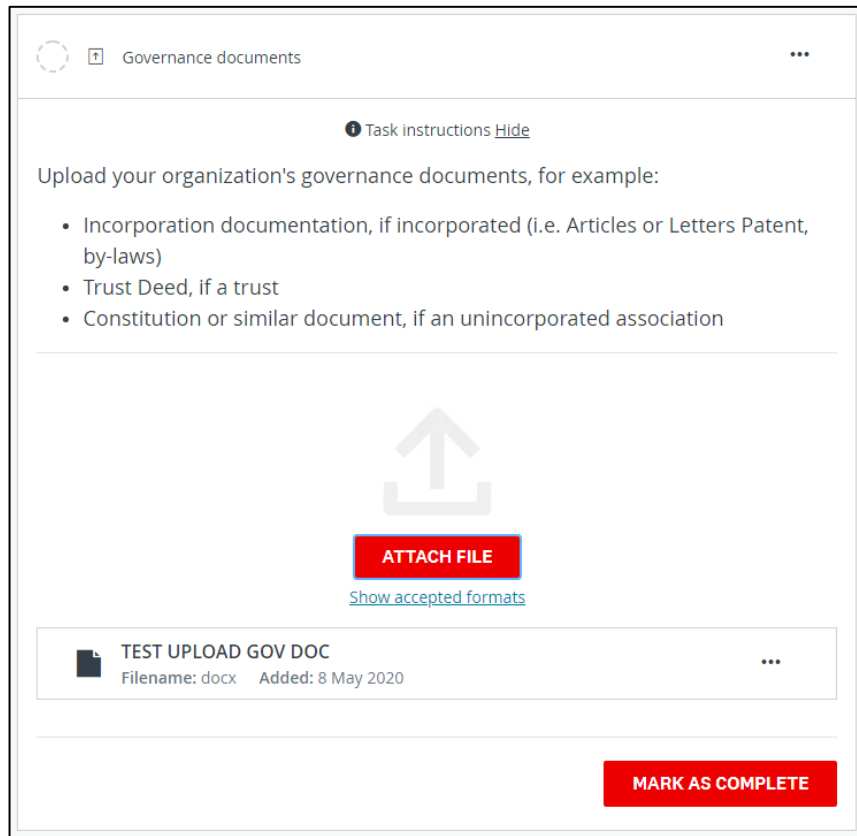 Governance documents
Task instructions Hide
Upload your organization's governance documents, for example:
• Incorporation documentation, if incorporated (i.e. Articles or Letters Patent,
by-laws)
• Trust Deed, if a trust
• Constitution or similar document, if an unincorporated association
ATTACH FILE
Show accepted formats
TEST UPLOAD GOV DOC
Filename: docx Added: 8 May 2020
MARK AS COMPLETE